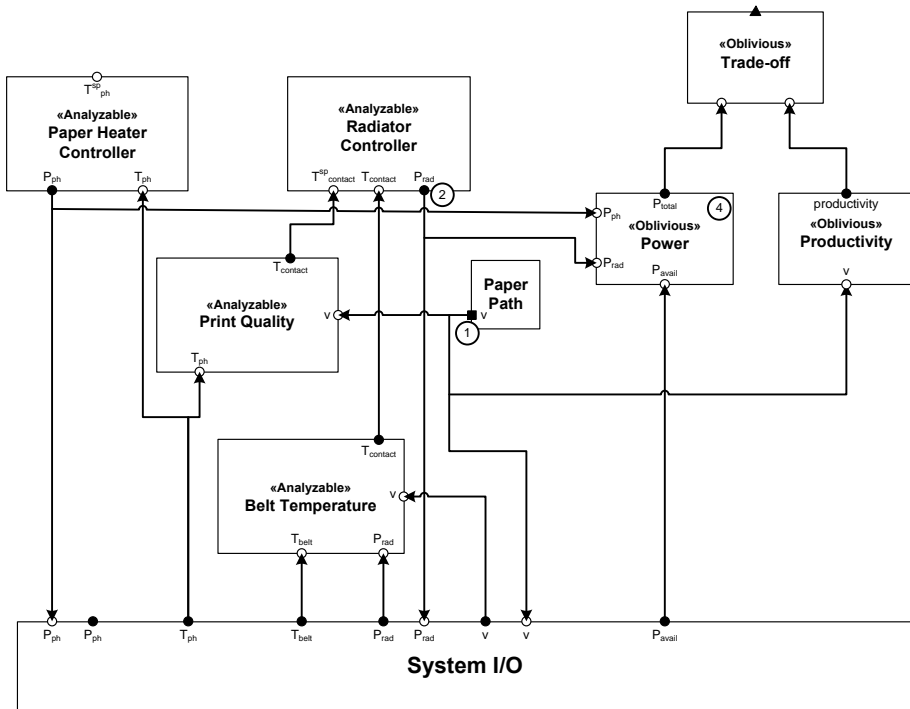 «Oblivious»
Trade-off
T^sp_ph
«Analyzable»
Paper Heater
Controller
P_ph
T_ph
«Analyzable»
Radiator
Controller
T^sp_contact
T_contact
P_rad
2
P_total
4
P_ph
«Oblivious»
Power
P_rad
P_avail
productivity
«Oblivious»
Productivity
v
T_contact
«Analyzable»
Print Quality
v
T_ph
Paper
Path
v
1
T_contact
«Analyzable»
Belt Temperature
v
T_belt
P_rad
P_ph
P_ph
T_ph
T_belt
P_rad
P_rad
v
v
P_avail
System I/O